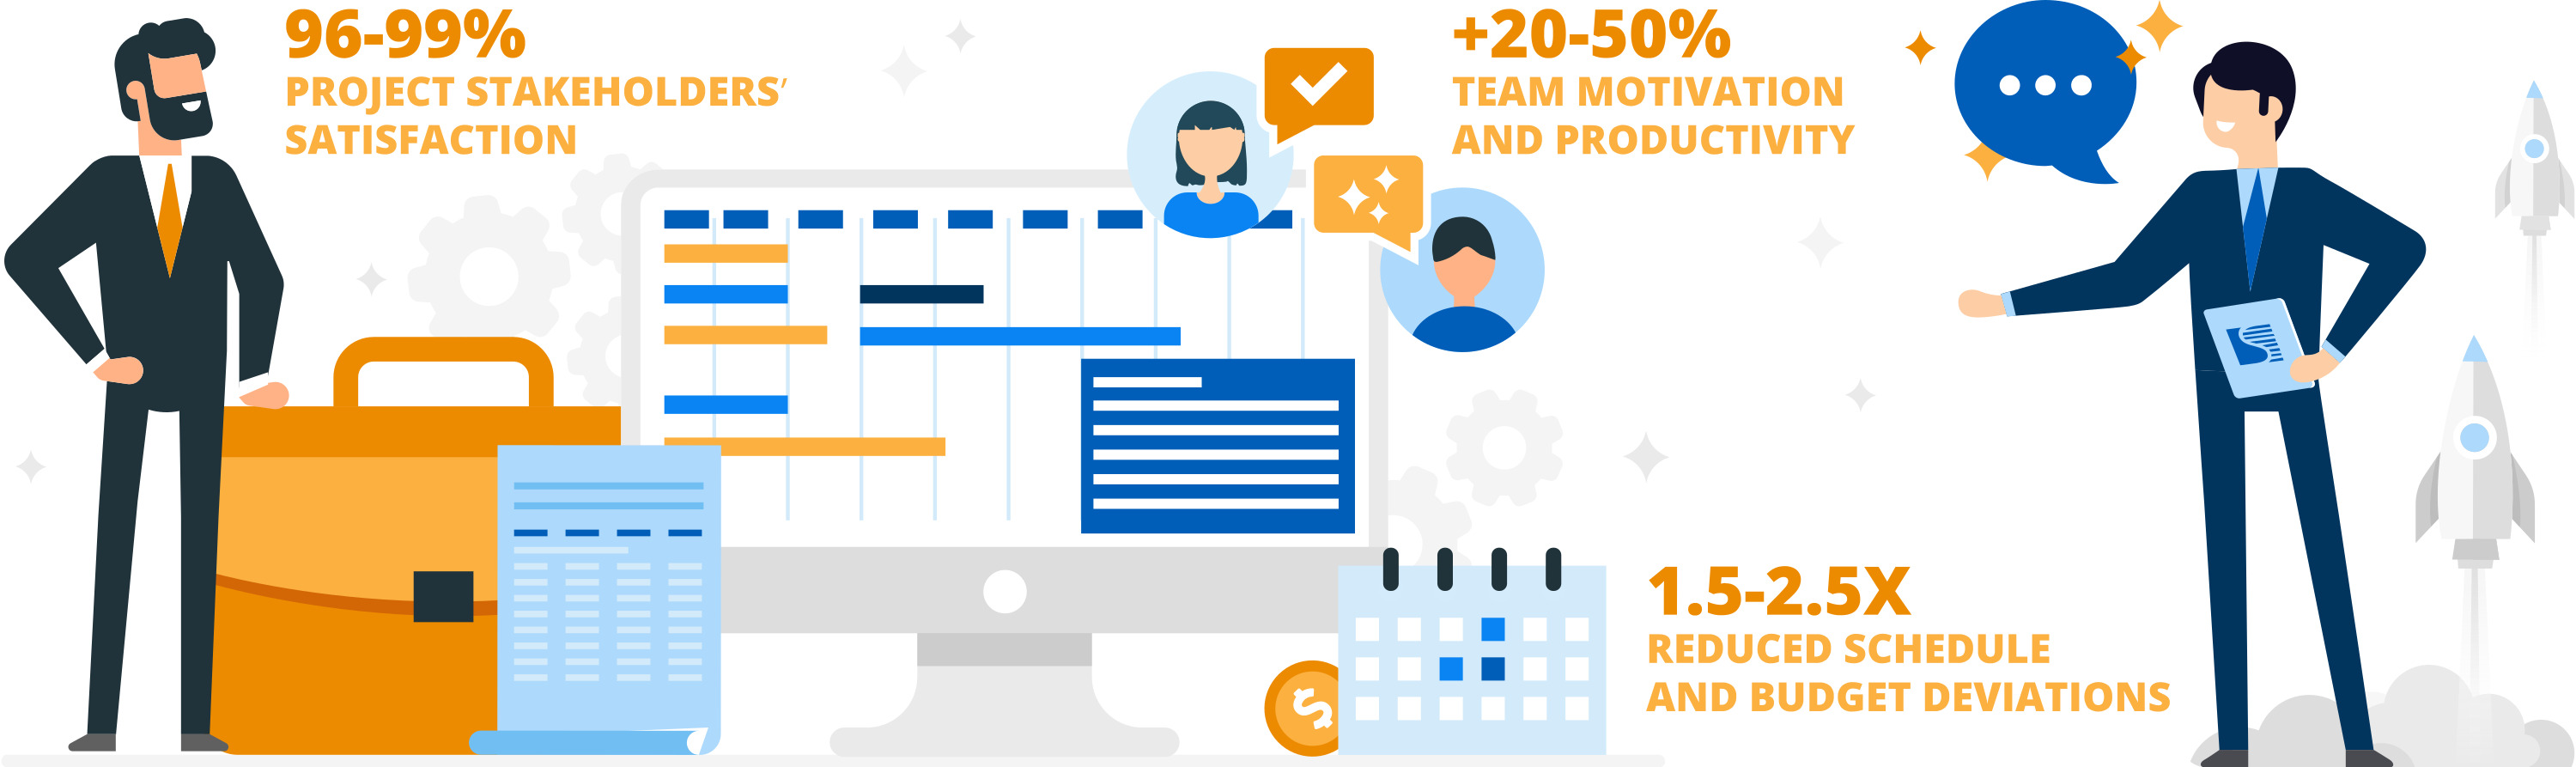 96-99%
PROJECT STAKEHOLDERS’
SATISFACTION
+20-50%
TEAM MOTIVATION
AND PRODUCTIVITY
1.5-2.5X
REDUCED SCHEDULE
AND BUDGET DEVIATIONS
$